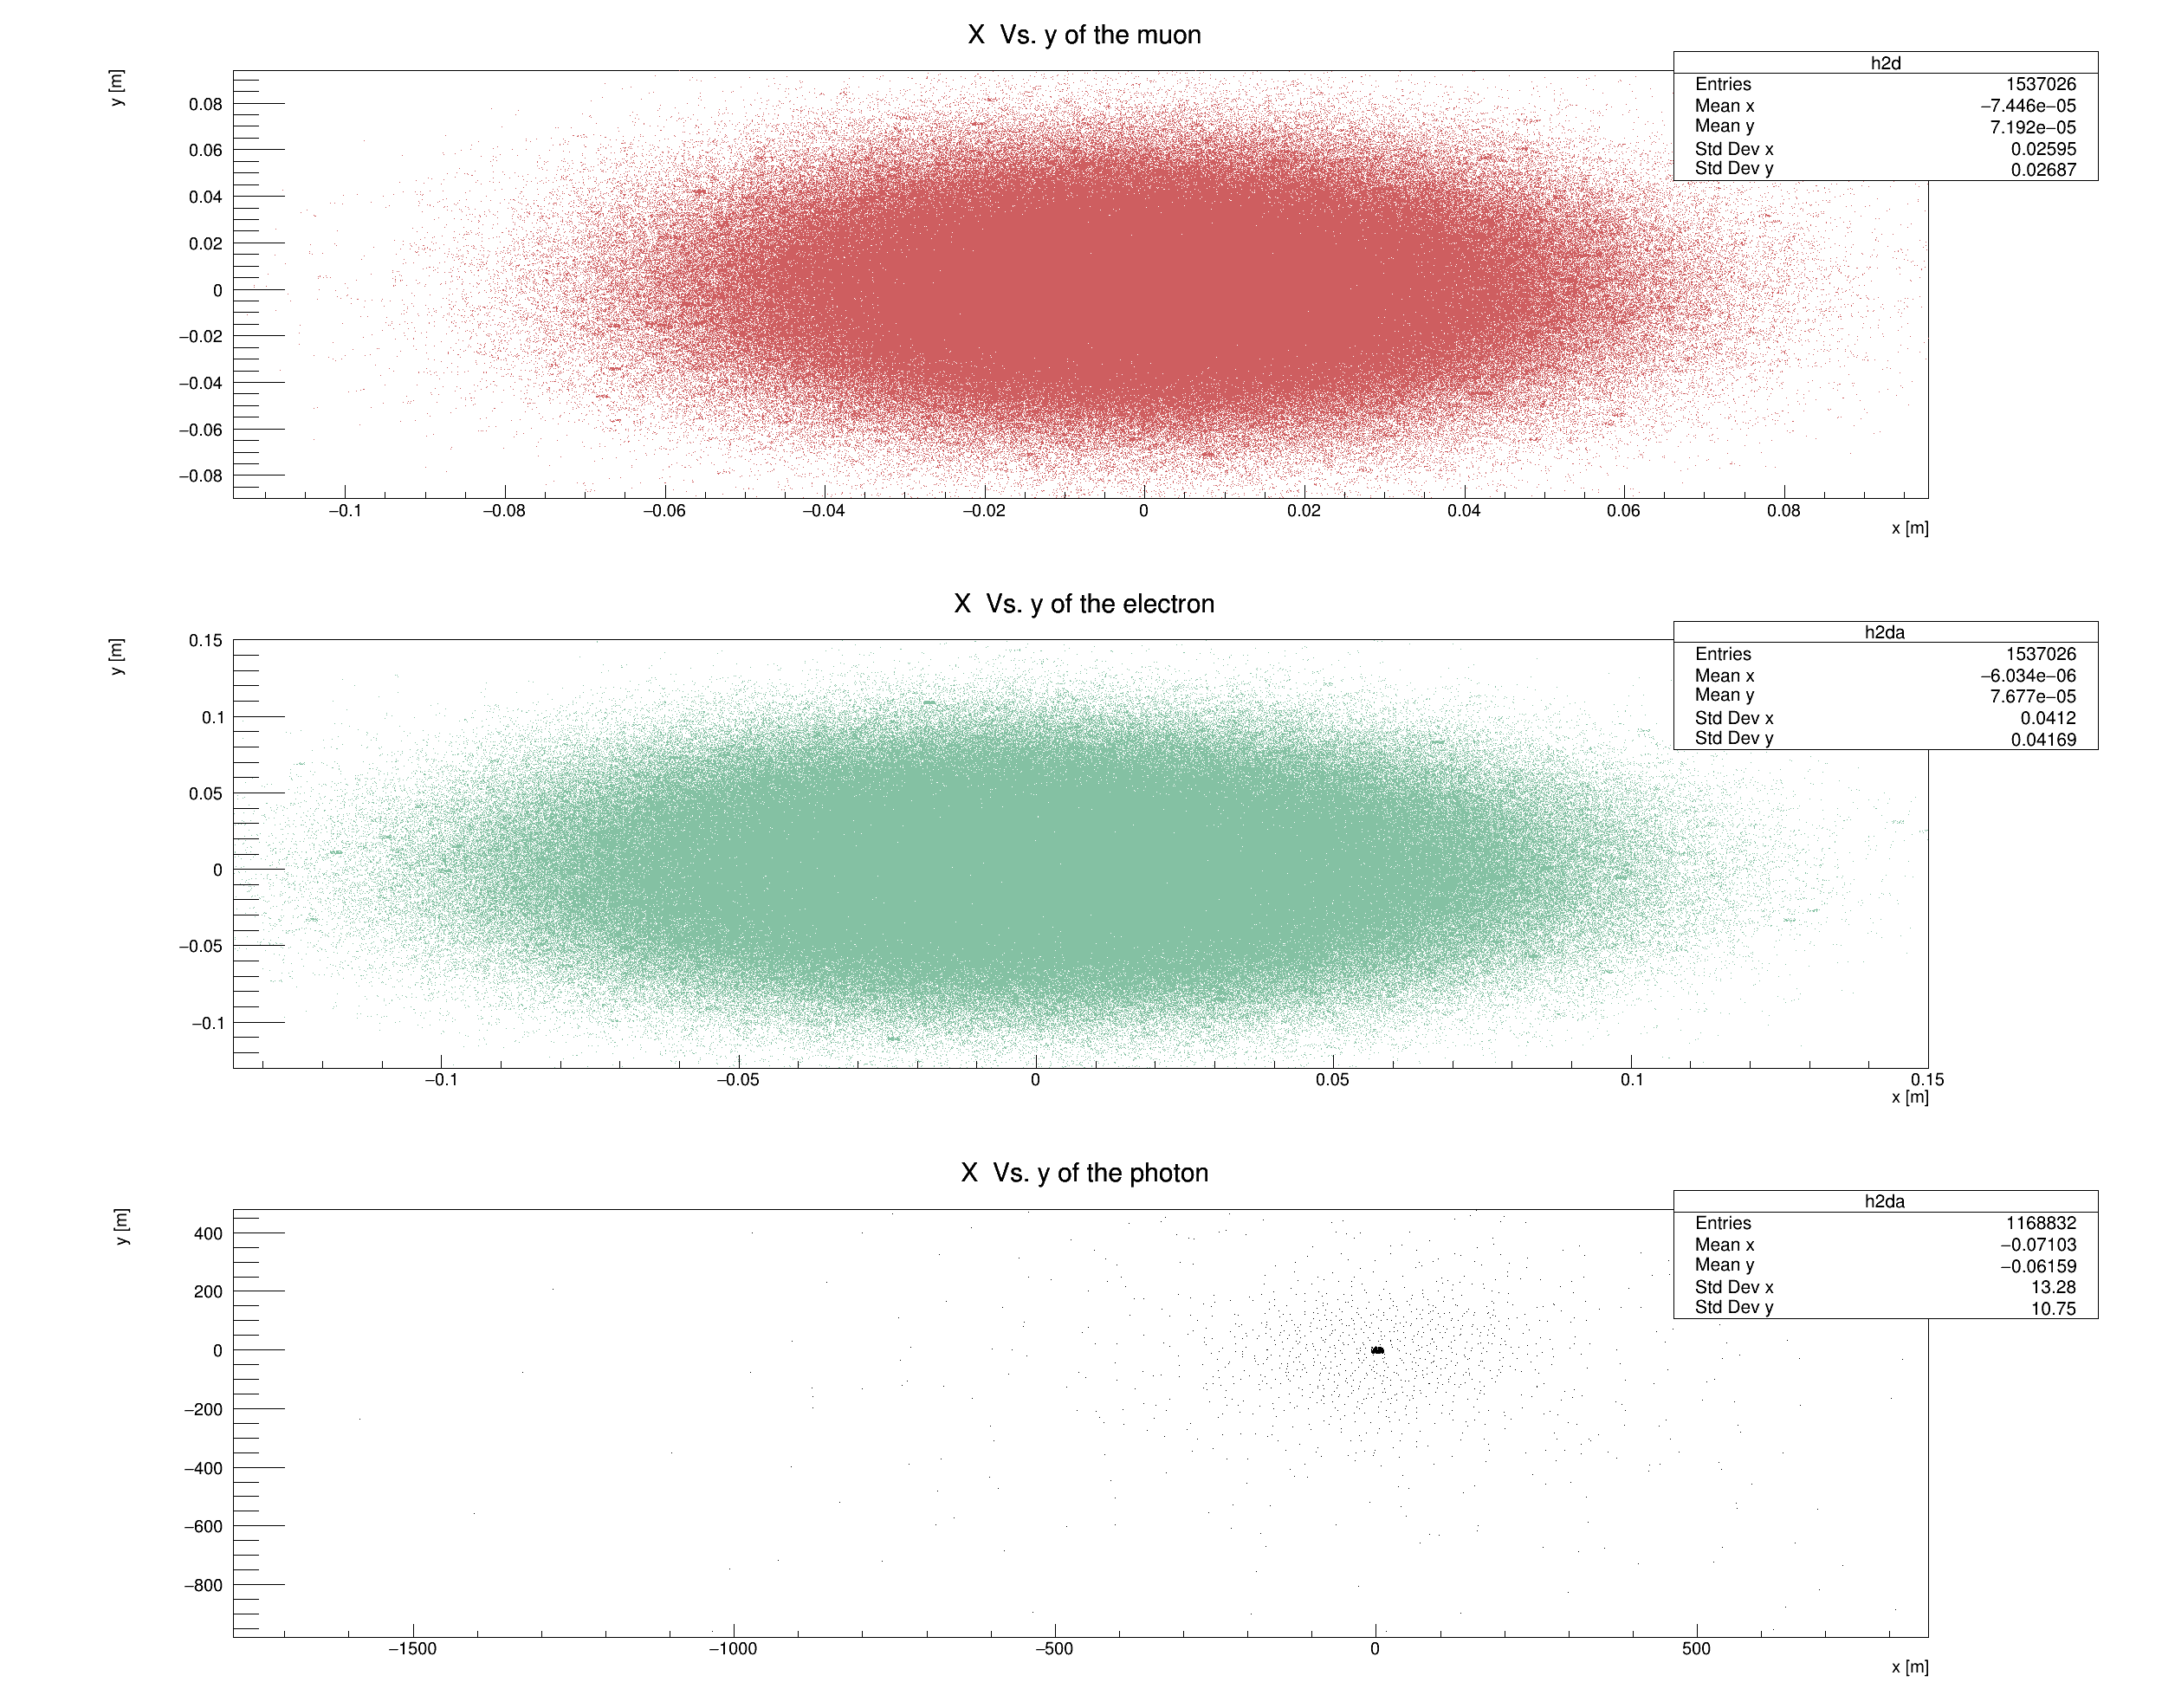 X Vs. y of the muon
y [m]
h2d
Entries 1537026
Mean x −7.446e−05
Mean y 7.192e−05
Std Dev x 0.02595
Std Dev y 0.02687
0.08
0.06
0.04
0.02
0
−0.02
−0.04
−0.06
−0.08
−0.1 −0.08 −0.06 −0.04 −0.02 0 0.02 0.04 0.06 0.08
x [m]
X Vs. y of the electron
y [m]
h2da
Entries 1537026
Mean x −6.034e−06
Mean y 7.677e−05
Std Dev x 0.0412
Std Dev y 0.04169
0.15
0.1
0.05
0
−0.05
−0.1
−0.1 −0.05 0 0.05 0.1 0.15
x [m]
X Vs. y of the photon
y [m]
h2da
Entries 1168832
Mean x −0.07103
Mean y −0.06159
Std Dev x 13.28
Std Dev y 10.75
400
200
0
−200
−400
−600
−800
−1500 −1000 −500 0 500
x [m]